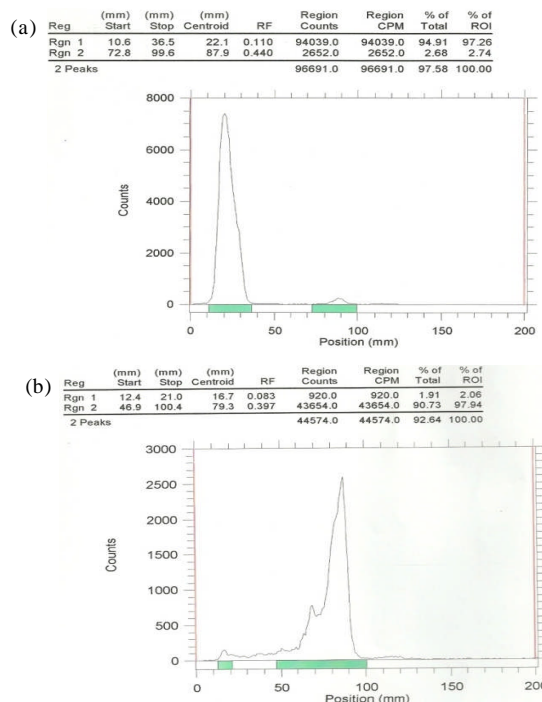 (a)
(mm) (mm) (mm) Region Region % of % of
Reg Start Stop Centroid RF Counts CPM Total ROI
Rgn 1 10.6 36.5 22.1 0.110 94039.0 94039.0 94.91 97.26
Rgn 2 72.8 99.6 87.9 0.440 2652.0 2652.0 2.68 2.74
2 Peaks 96691.0 96691.0 97.58 100.00
8000
6000
4000
2000
0
Counts
0 50 100 150 200
Position (mm)
(b)
(mm) (mm) (mm) Region Region % of % of
Reg Start Stop Centroid RF Counts CPM Total ROI
Rgn 1 12.4 21.0 16.7 0.083 920.0 920.0 1.91 2.06
Rgn 2 46.9 100.4 79.3 0.397 43654.0 43654.0 90.73 97.94
2 Peaks 44574.0 44574.0 92.64 100.00
3000
2500
2000
1500
1000
500
0
Counts
0 50 100 150 200
Position (mm)